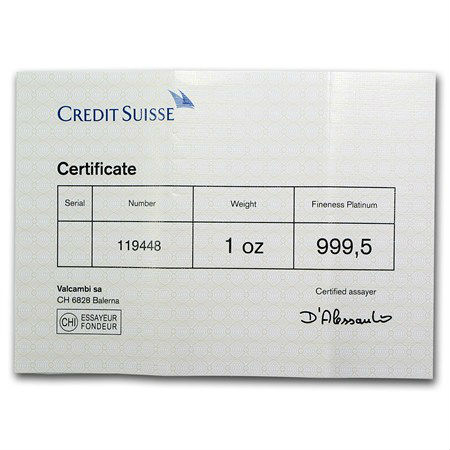 CREDIT SUISSE
Certificate
Serial Number Weight Fineness Platinum
119448 1 oz 999,5
Valcambi sa
CH 6828 Balerna
Certified assayer
CHI ESSAYEUR
FONDEUR
D'Alessandro